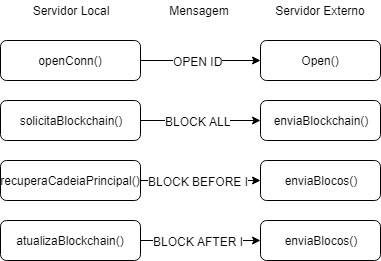 Servidor Local Mensagem Servidor Externo
openConn() OPEN ID Open()
solicitaBlockchain() BLOCK ALL enviaBlockchain()
recuperaCadeiaPrincipal() BLOCK BEFORE I enviaBlocos()
atualizaBlockchain() BLOCK AFTER I enviaBlocos()